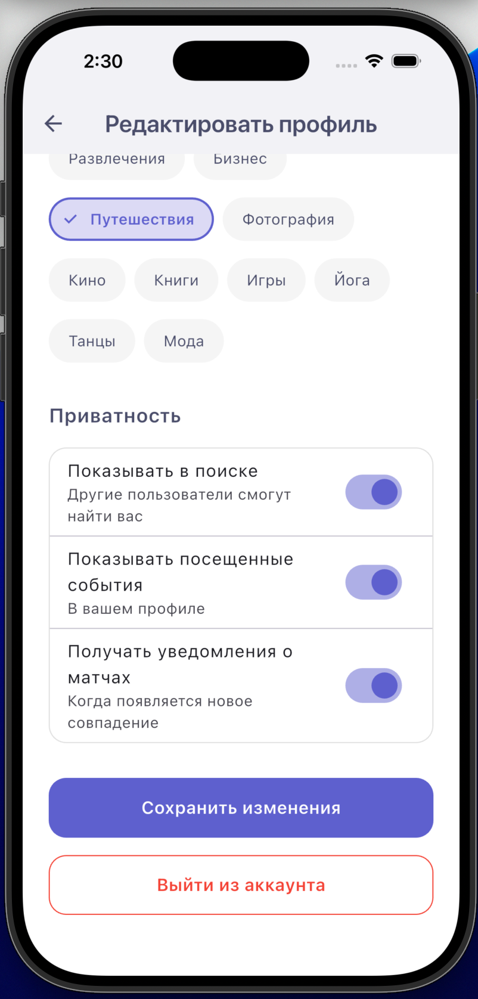 2:30
Редактировать профиль
Развлечения Бизнес
Путешествия Фотография
Кино Книги Игры Йога
Танцы Мода
Приватность
Показывать в поиске
Другие пользователи смогут
найти вас
Показывать посещенные
события
В вашем профиле
Получать уведомления о
матчах
Когда появляется новое
совпадение
Сохранить изменения
Выйти из аккаунта